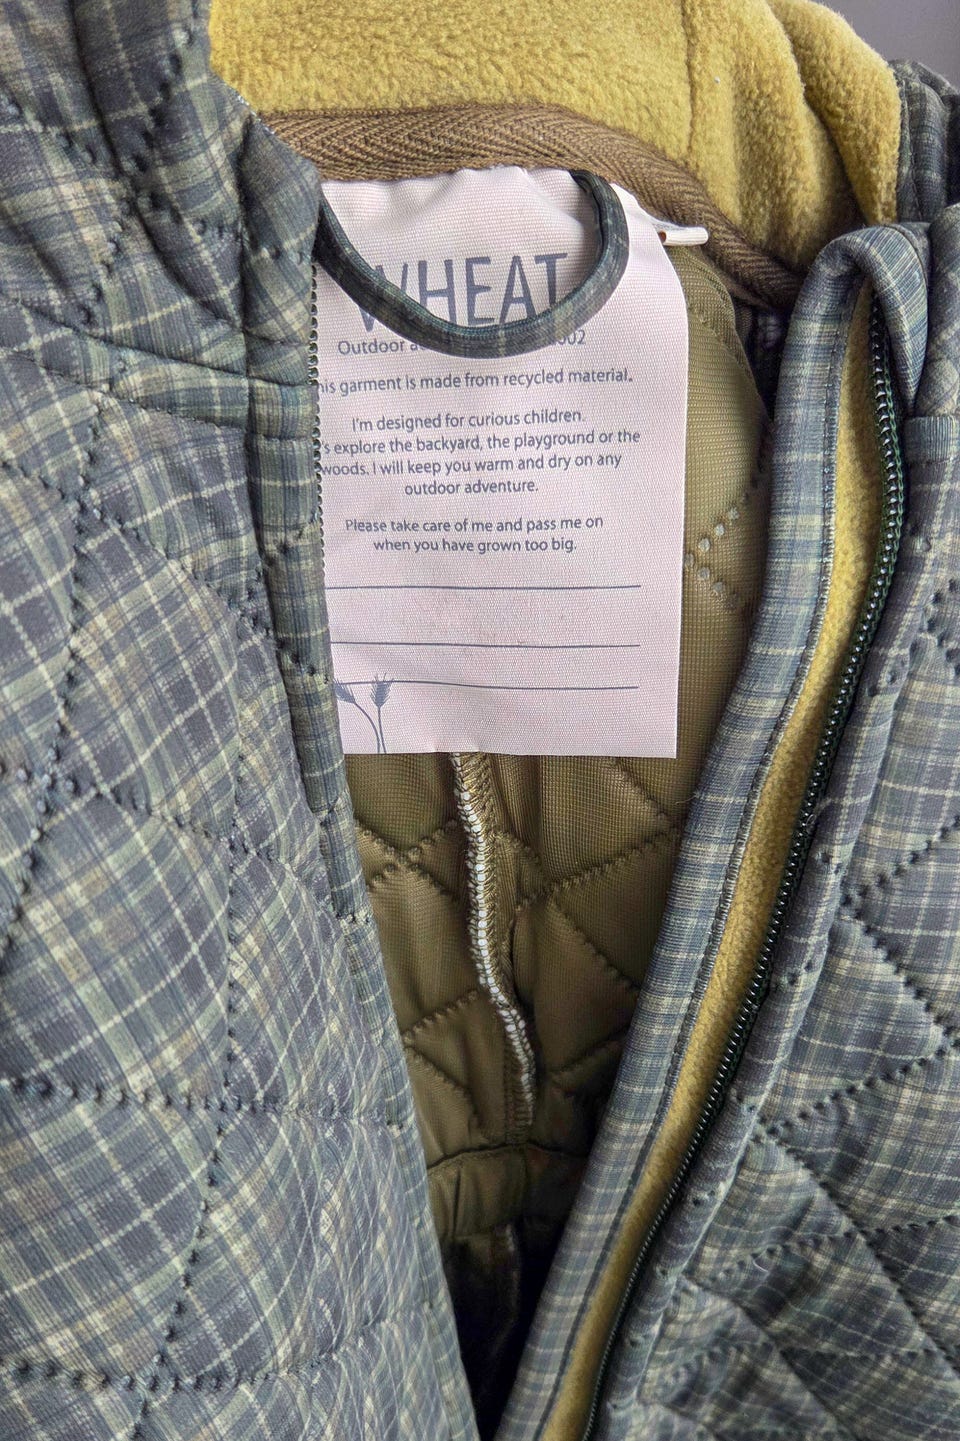 WHEAT
Outdoor
his garment is made from recycled material.
I'm designed for curious children.
's explore the backyard, the playground or the
woods. I will keep you warm and dry on any
outdoor adventure.
Please take care of me and pass me on
when you have grown too big.